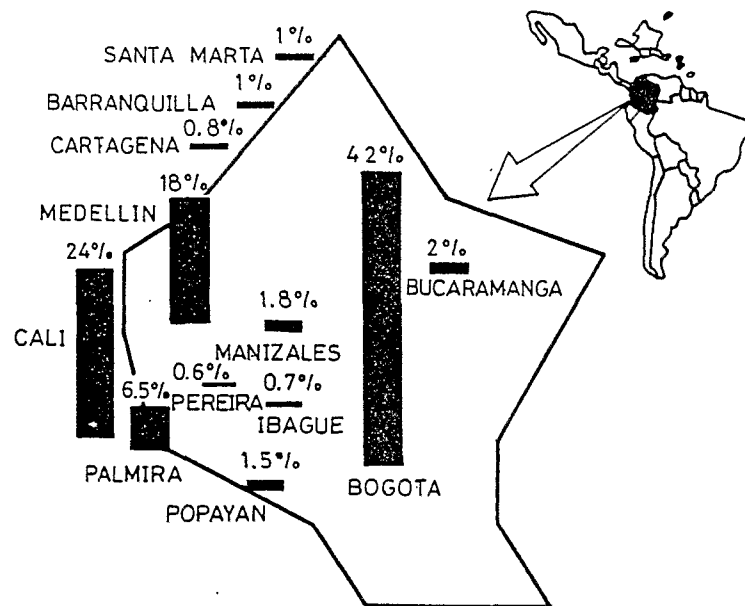 SANTA MARTA 1%
BARRANQUILLA 1%
CARTAGENA 0.8%
MEDELLIN 18%
42%
24%
2%
BUCARAMANGA
CALI
1.8%
MANIZALES
0.6%
PEREIRA
0.7%
IBAGUE
6.5%
PALMIRA
1.5%
POPAYAN
BOGOTA